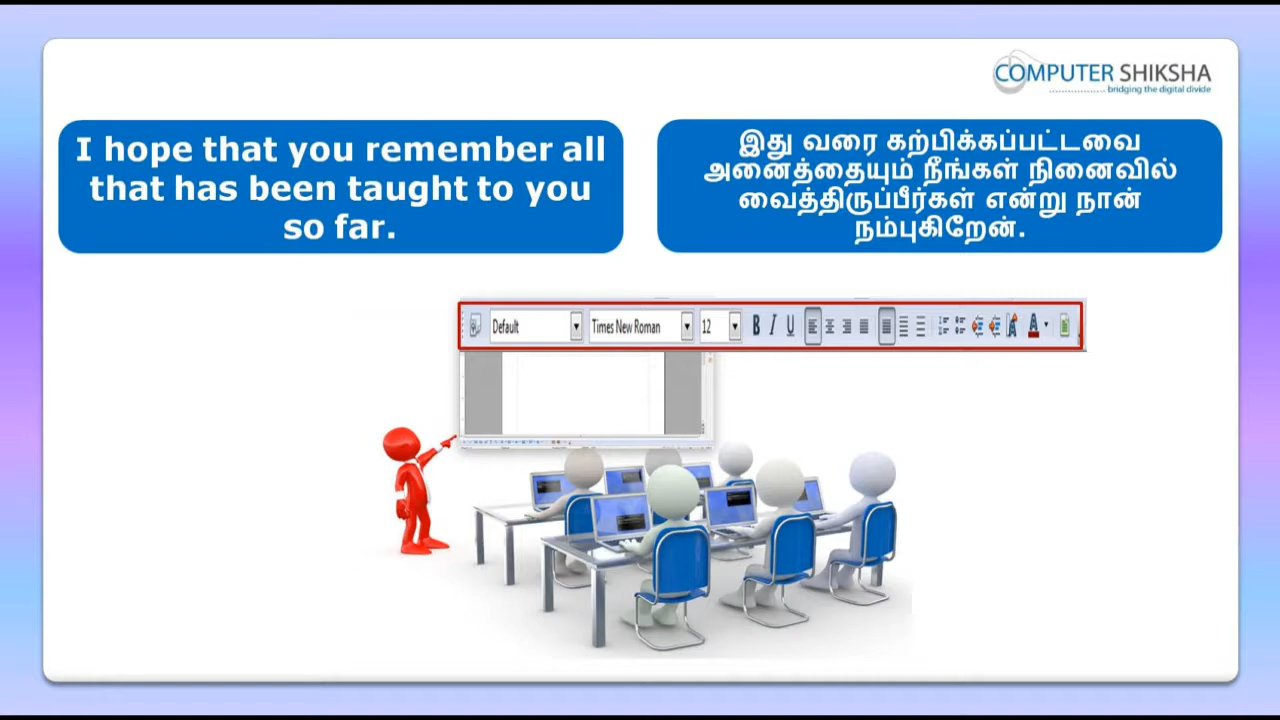 COMPUTER SHIKSHA
bridging the digital divide
I hope that you remember all
that has been taught to you
so far.
இது வரை கற்பிக்கப்பட்டவை
அனைத்தையும் நீங்கள் நினைவில்
வைத்திருப்பீர்கள் என்று நான்
நம்புகிறேன்.
Default Times New Roman 12 B I U A A